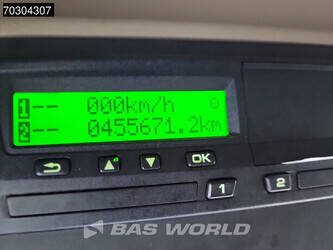 70304307
1-- 000km/h
2-- 0455671.2km
OK
1 2
BAS WORLD